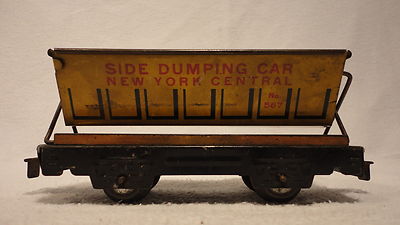 SIDE DUMPING CAR
NEW YORK CENTRAL
No.
567